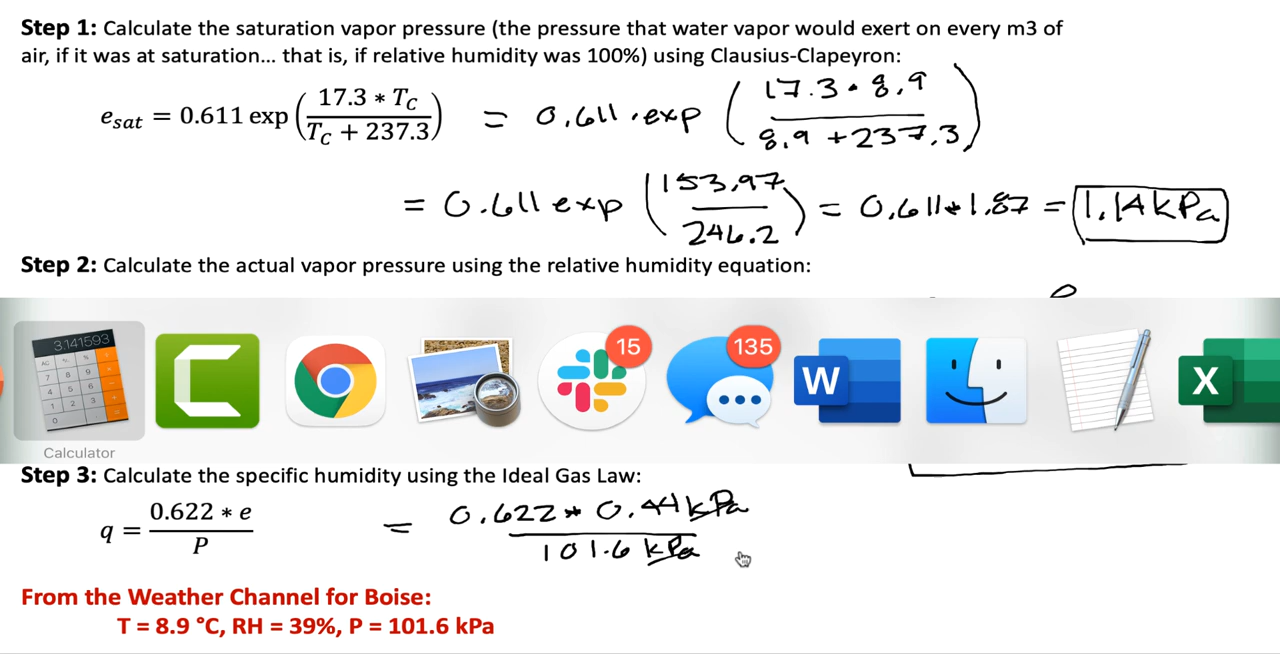 Step 1: Calculate the saturation vapor pressure (the pressure that water vapor would exert on every m3 of
air, if it was at saturation... that is, if relative humidity was 100%) using Clausius-Clapeyron:
e_sat = 0.611 exp(17.3 * T_C / T_C + 237.3) = 0.611 · exp (17.3 · 8.9 / 8.9 + 237.3)
= 0.611 exp (153.97 / 246.2) = 0.611 * 1.87 = 1.14 kPa
Step 2: Calculate the actual vapor pressure using the relative humidity equation:
3.141593
15
135
W
X
Calculator
Step 3: Calculate the specific humidity using the Ideal Gas Law:
q = 0.622 * e / P = 0.622 * 0.44 kPa / 101.6 kPa
From the Weather Channel for Boise:
T = 8.9 °C, RH = 39%, P = 101.6 kPa